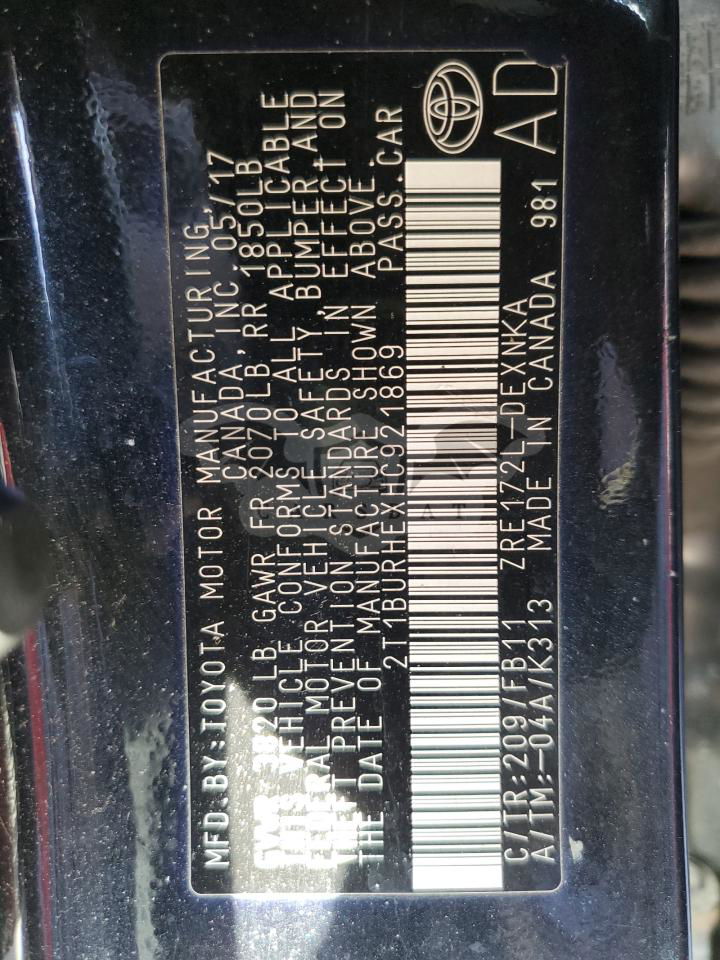 MFD.BY:TOYOTA MOTOR MANUFACTURING,
CANADA,INC. 05/17
GVWR 3820 LB GAWR FR 2070LB,RR 1850LB
THIS VEHICLE CONFORMS TO ALL APPLICABLE
FEDERAL MOTOR VEHICLE SAFETY, BUMPER,AND
THEFT PREVENTION STANDARDS IN EFFECT ON
THE DATE OF MANUFACTURE SHOWN ABOVE.
2T1BURHEXHC921869 PASS.CAR
C/TR:209/FB11 ZRE172L-DEXNKA
A/TM:-04A/K313 MADE IN CANADA 981
AD